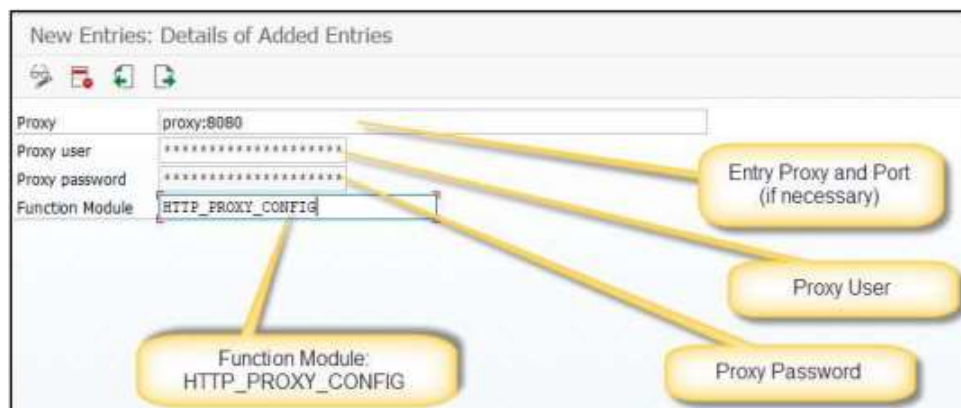 New Entries: Details of Added Entries
Proxy proxy:8080
Proxy user ********************
Proxy password ********************
Function Module HTTP_PROXY_CONFIG
Entry Proxy and Port
(if necessary)
Proxy User
Function Module:
HTTP_PROXY_CONFIG
Proxy Password